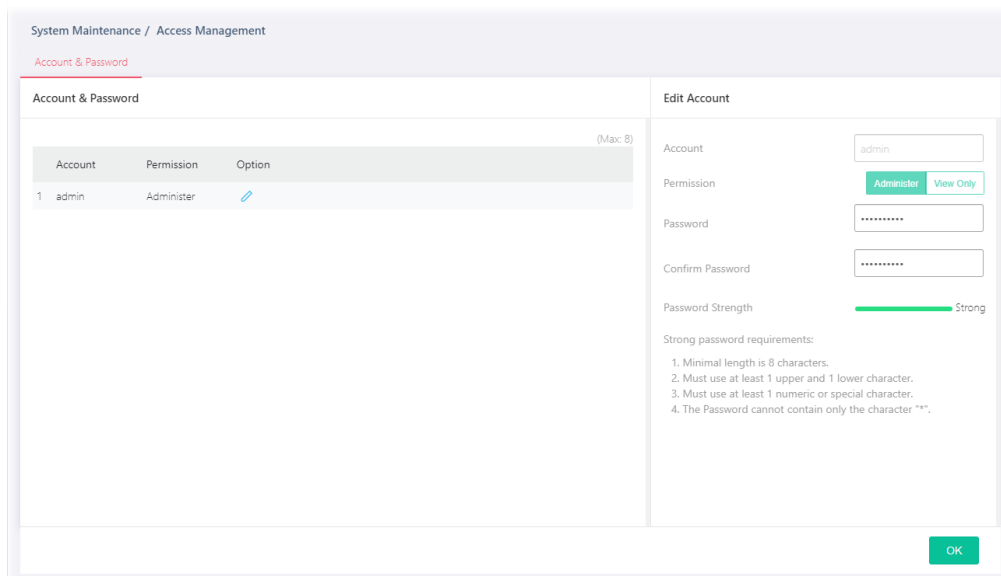 System Maintenance / Access Management
Account & Password
Account & Password
(Max: 8)
Account Permission Option
1 admin Administer
Edit Account
Account admin
Permission Administer View Only
Password ••••••••••
Confirm Password ••••••••••
Password Strength Strong
Strong password requirements:
1. Minimal length is 8 characters.
2. Must use at least 1 upper and 1 lower character.
3. Must use at least 1 numeric or special character.
4. The Password cannot contain only the character "*".
OK